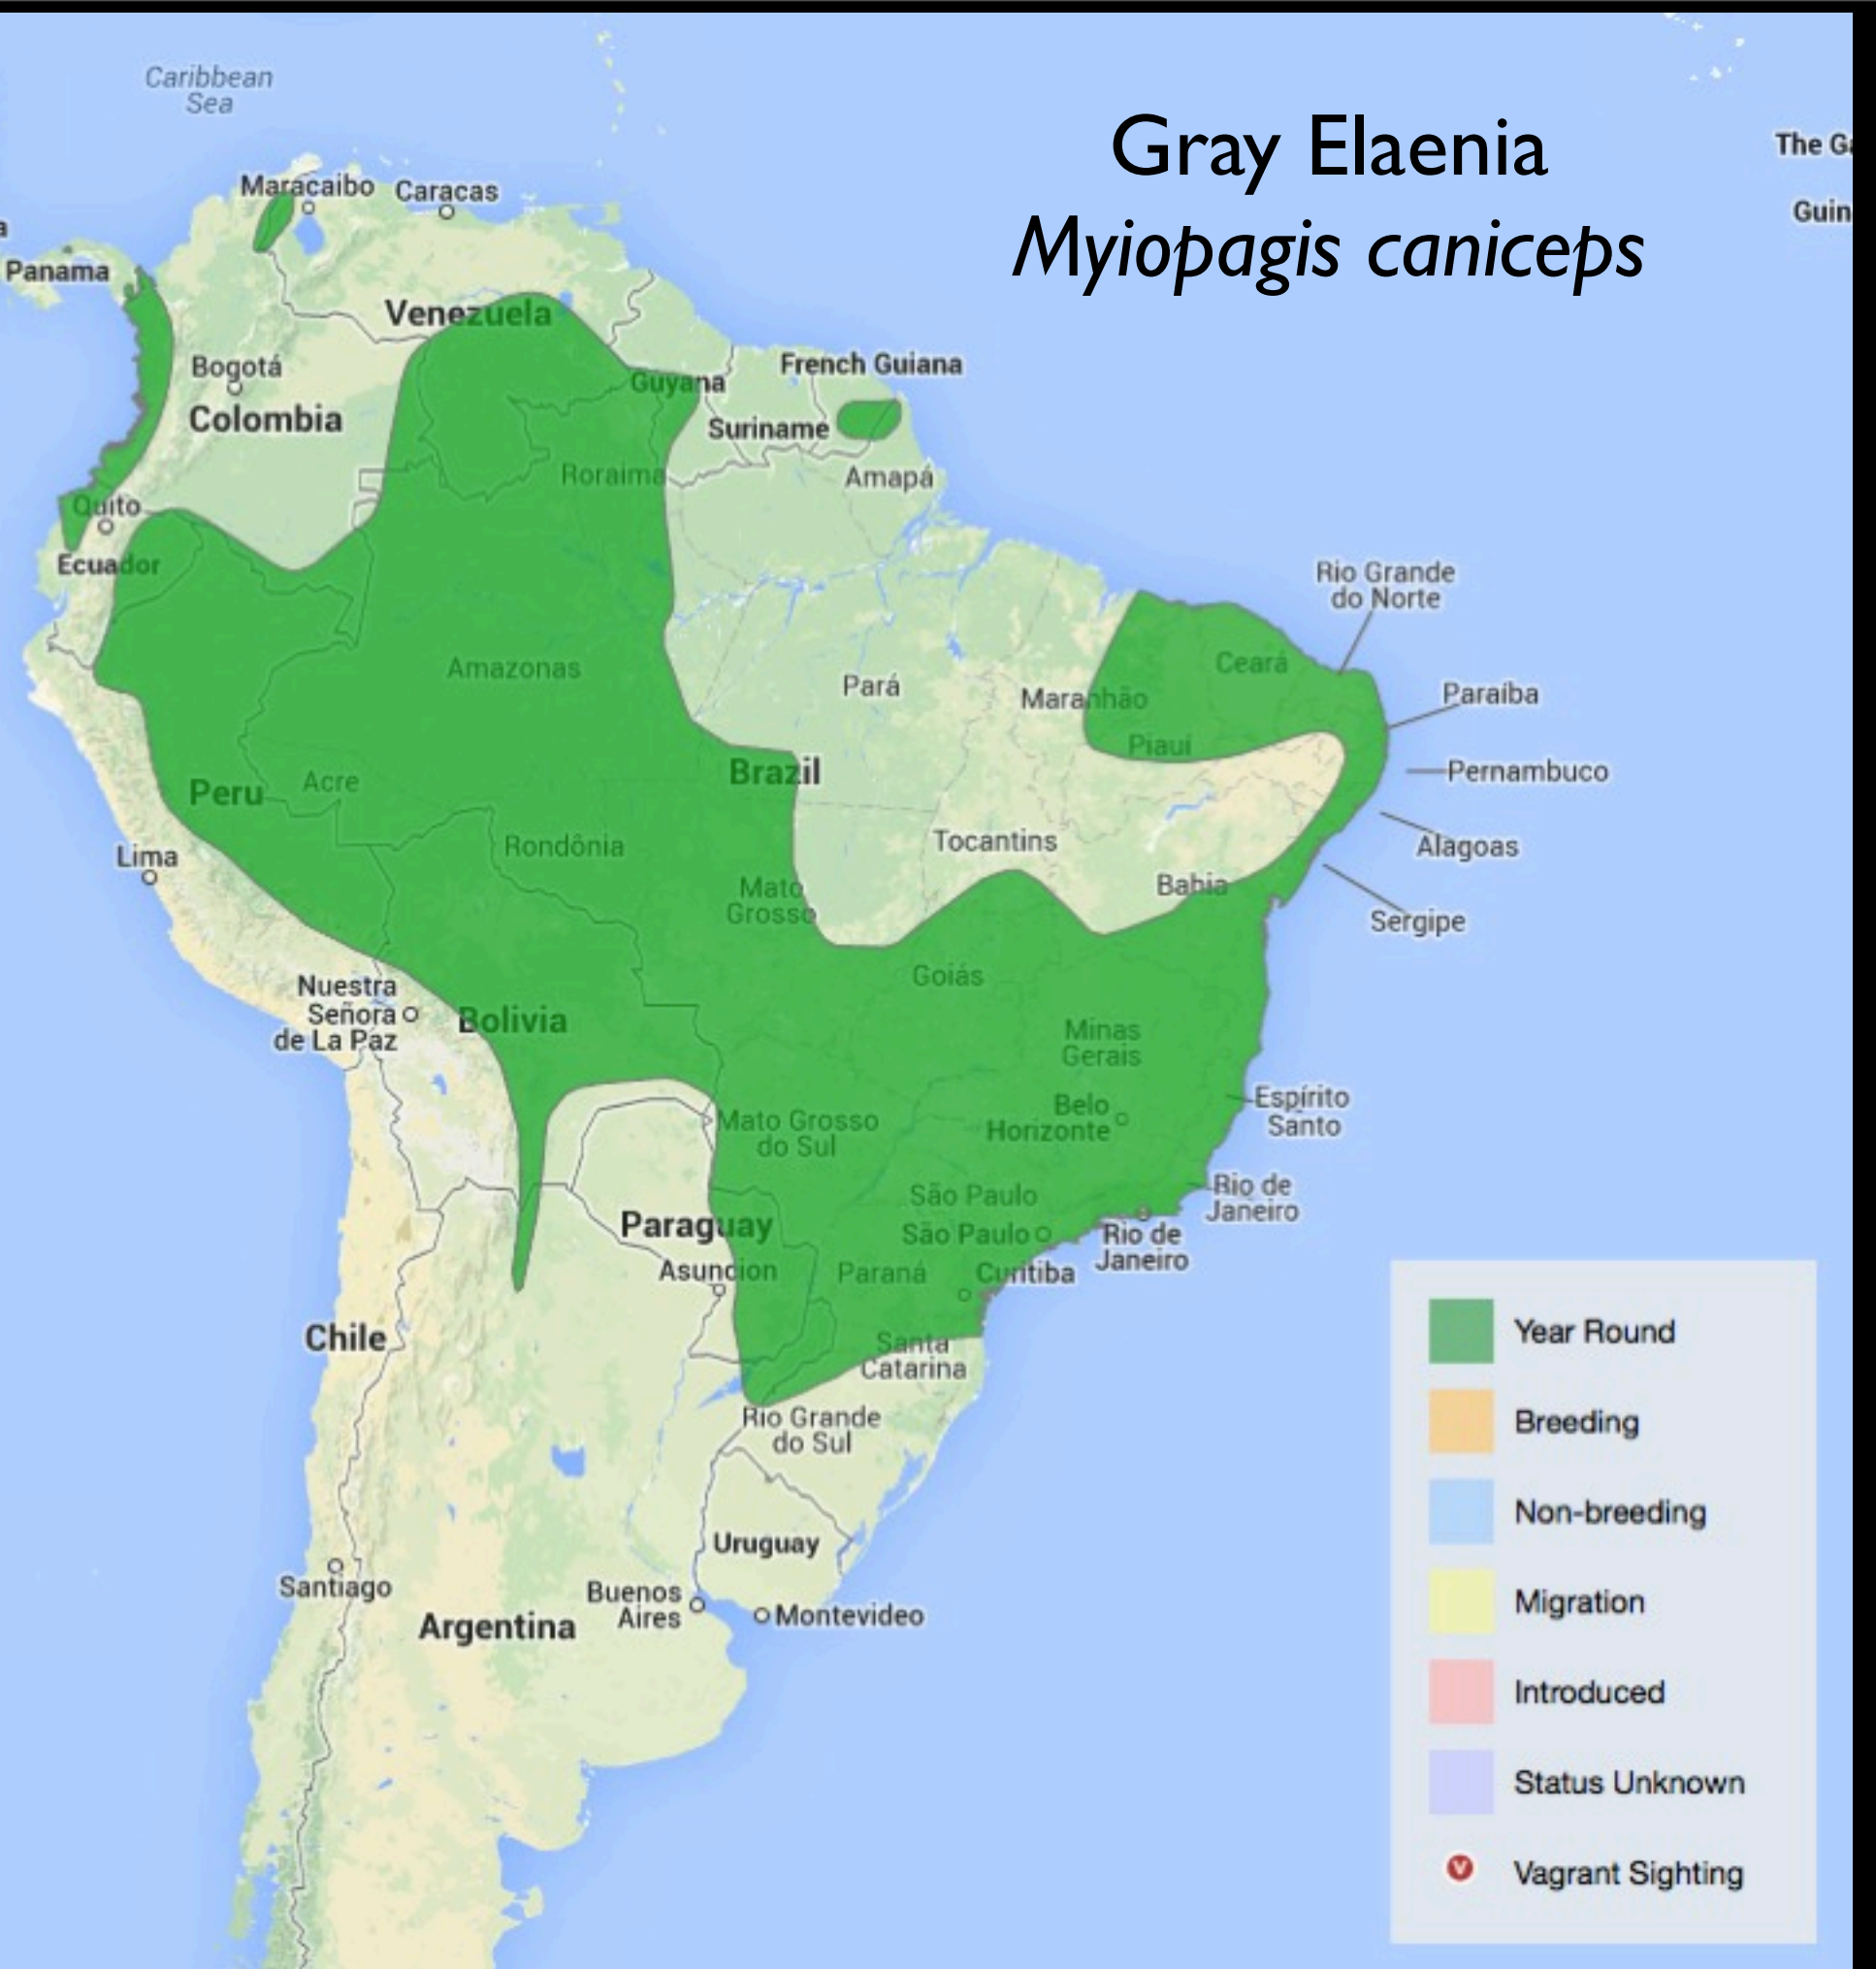 Caribbean
Sea
Gray Elaenia
Myiopagis caniceps
The Ga
Guin
a
Maracaibo
Caracas
Panama
Venezuela
Bogotá
Colombia
Guyana
French Guiana
Suriname
Roraima
Amapá
Quito
Ecuador
Rio Grande
do Norte
Amazonas
Pará
Maranhão
Ceará
Paraíba
Piauí
Peru
Acre
Brazil
Pernambuco
Lima
Rondônia
Tocantins
Alagoas
Mato
Grosso
Bahia
Sergipe
Nuestra
Señora
de La Paz
Bolivia
Goiás
Minas
Gerais
Mato Grosso
do Sul
Belo
Horizonte
Espírito
Santo
São Paulo
São Paulo
Rio de
Janeiro
Rio de
Janeiro
Paraguay
Asuncion
Paraná
Curitiba
Chile
Santa
Catarina
Rio Grande
do Sul
Uruguay
Santiago
Buenos
Aires
Montevideo
Argentina
Year Round
Breeding
Non-breeding
Migration
Introduced
Status Unknown
V
Vagrant Sighting